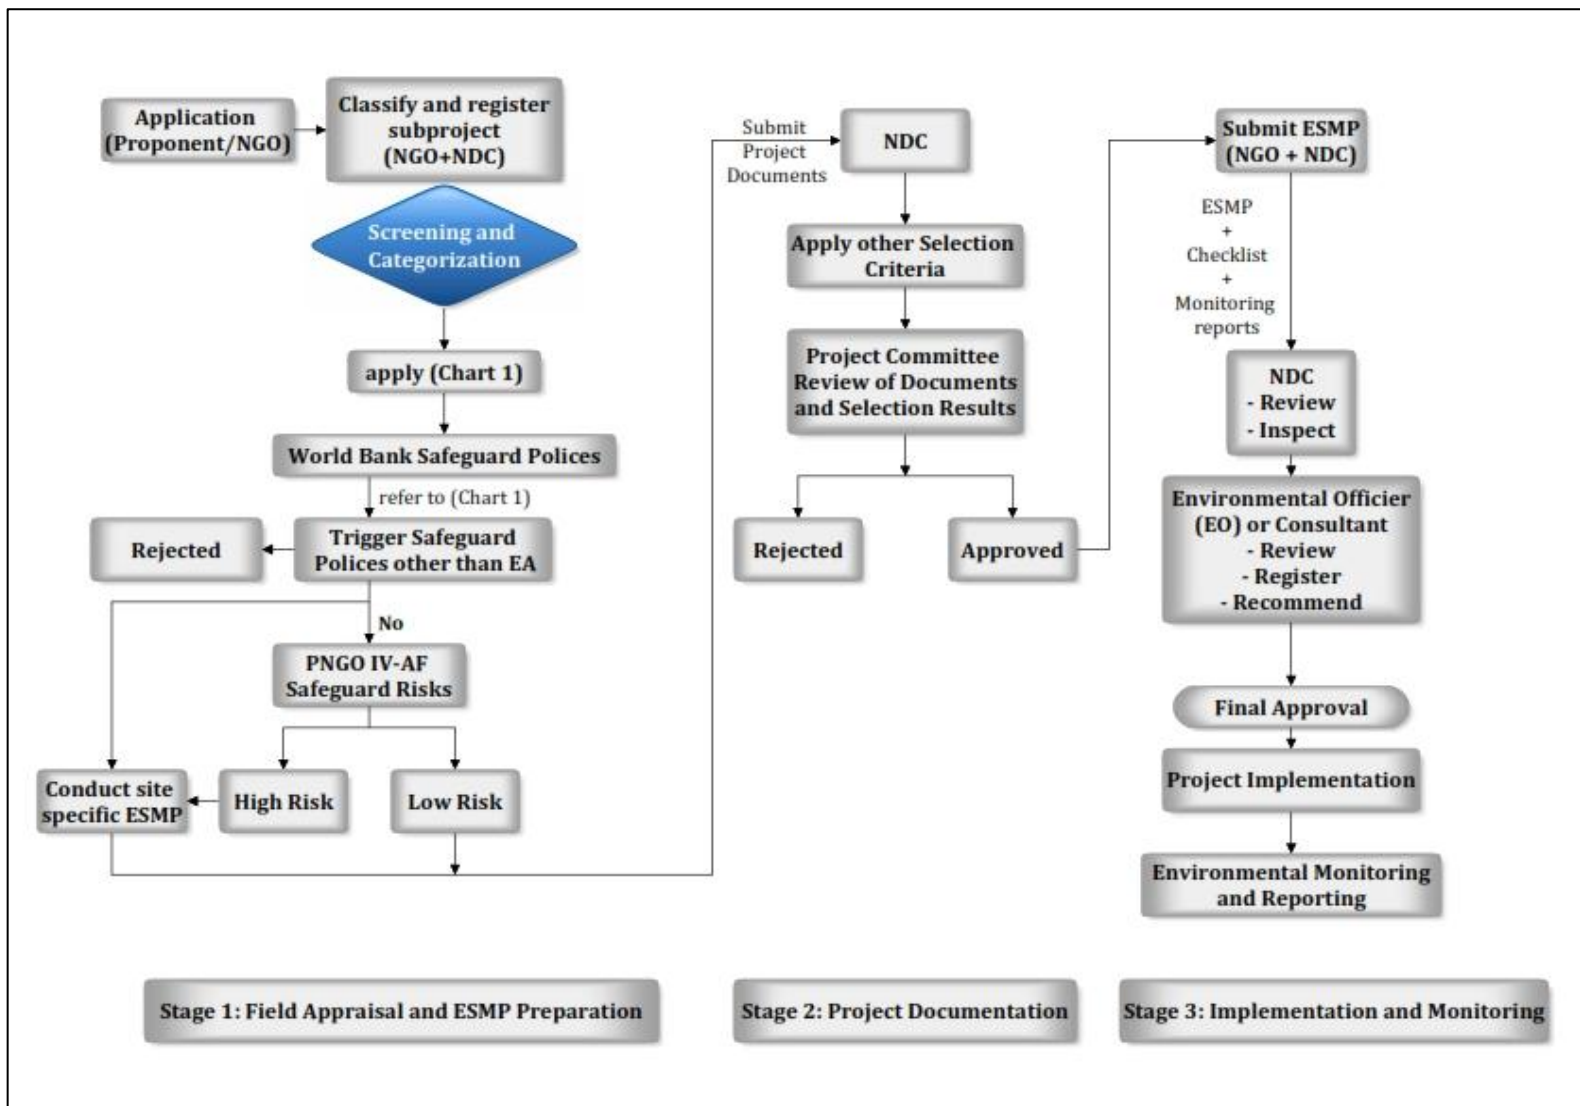 Application
(Proponent/NGO)
Classify and register
subproject
(NGO+NDC)
Screening and
Categorization
apply (Chart 1)
World Bank Safeguard Polices
refer to (Chart 1)
Rejected
Trigger Safeguard
Polices other than EA
No
PNGO IV-AF
Safeguard Risks
Conduct site
specific ESMP
High Risk
Low Risk
Submit
Project
Documents
NDC
Apply other Selection
Criteria
Project Committee
Review of Documents
and Selection Results
Rejected
Approved
Submit ESMP
(NGO + NDC)
ESMP
+
Checklist
+
Monitoring
reports
NDC
- Review
- Inspect
Environmental Officier
(EO) or Consultant
- Review
- Register
- Recommend
Final Approval
Project Implementation
Environmental Monitoring
and Reporting
Stage 1: Field Appraisal and ESMP Preparation
Stage 2: Project Documentation
Stage 3: Implementation and Monitoring